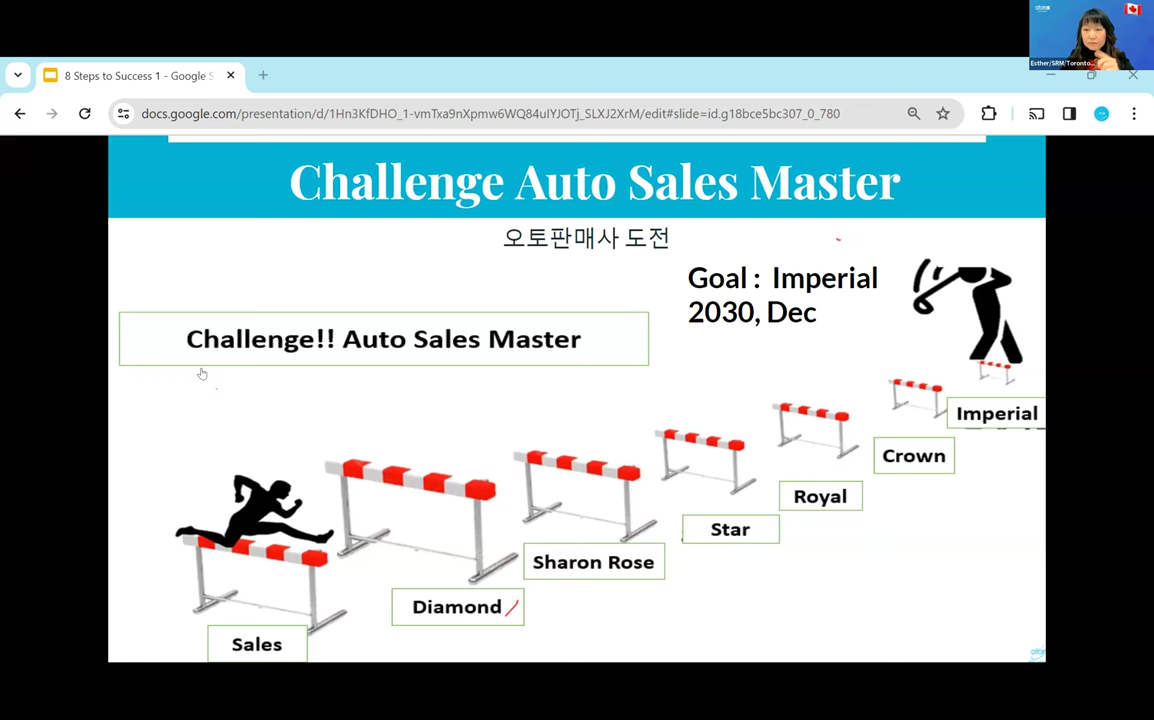 8 Steps to Success 1 - Google S
docs.google.com/presentation/d/1Hn3KfDHO_1-vmTxa9nXpmw6WQ84uIYJOTj_SLXJ2XrM/edit#slide=id.g18bce5bc307_0_780
Esther/SRM/Toronto...
Challenge Auto Sales Master
오토판매사 도전
Goal : Imperial
2030, Dec
Challenge!! Auto Sales Master
Imperial
Crown
Royal
Star
Sharon Rose
Diamond
Sales